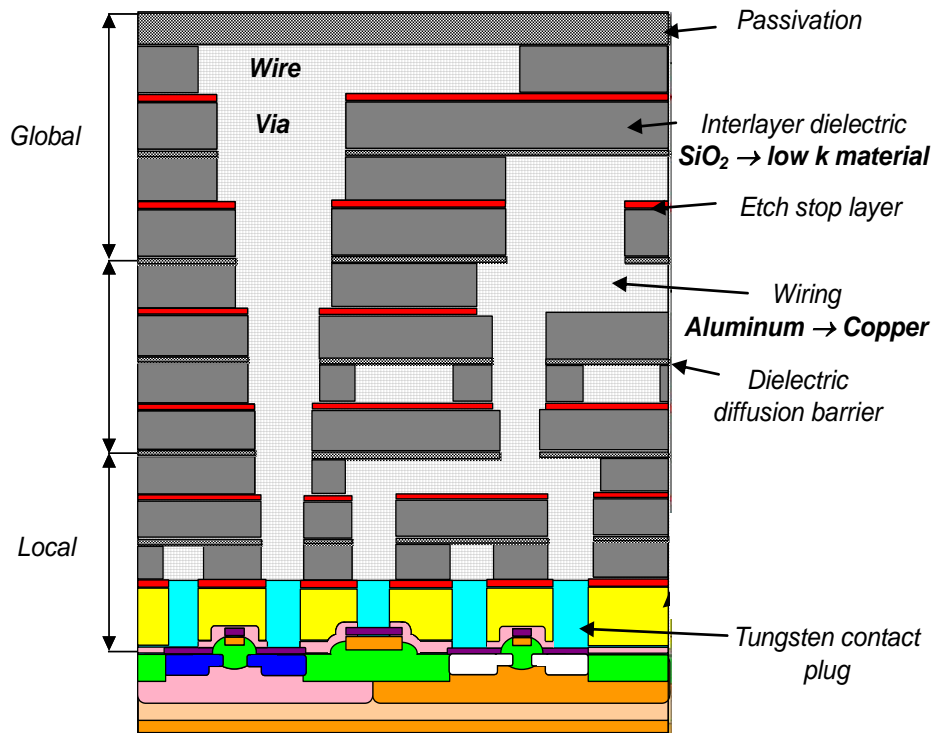 Passivation
Wire
Global
Via
Interlayer dielectric
SiO₂ → low k material
Etch stop layer
Wiring
Aluminum → Copper
Dielectric
diffusion barrier
Local
Tungsten contact
plug